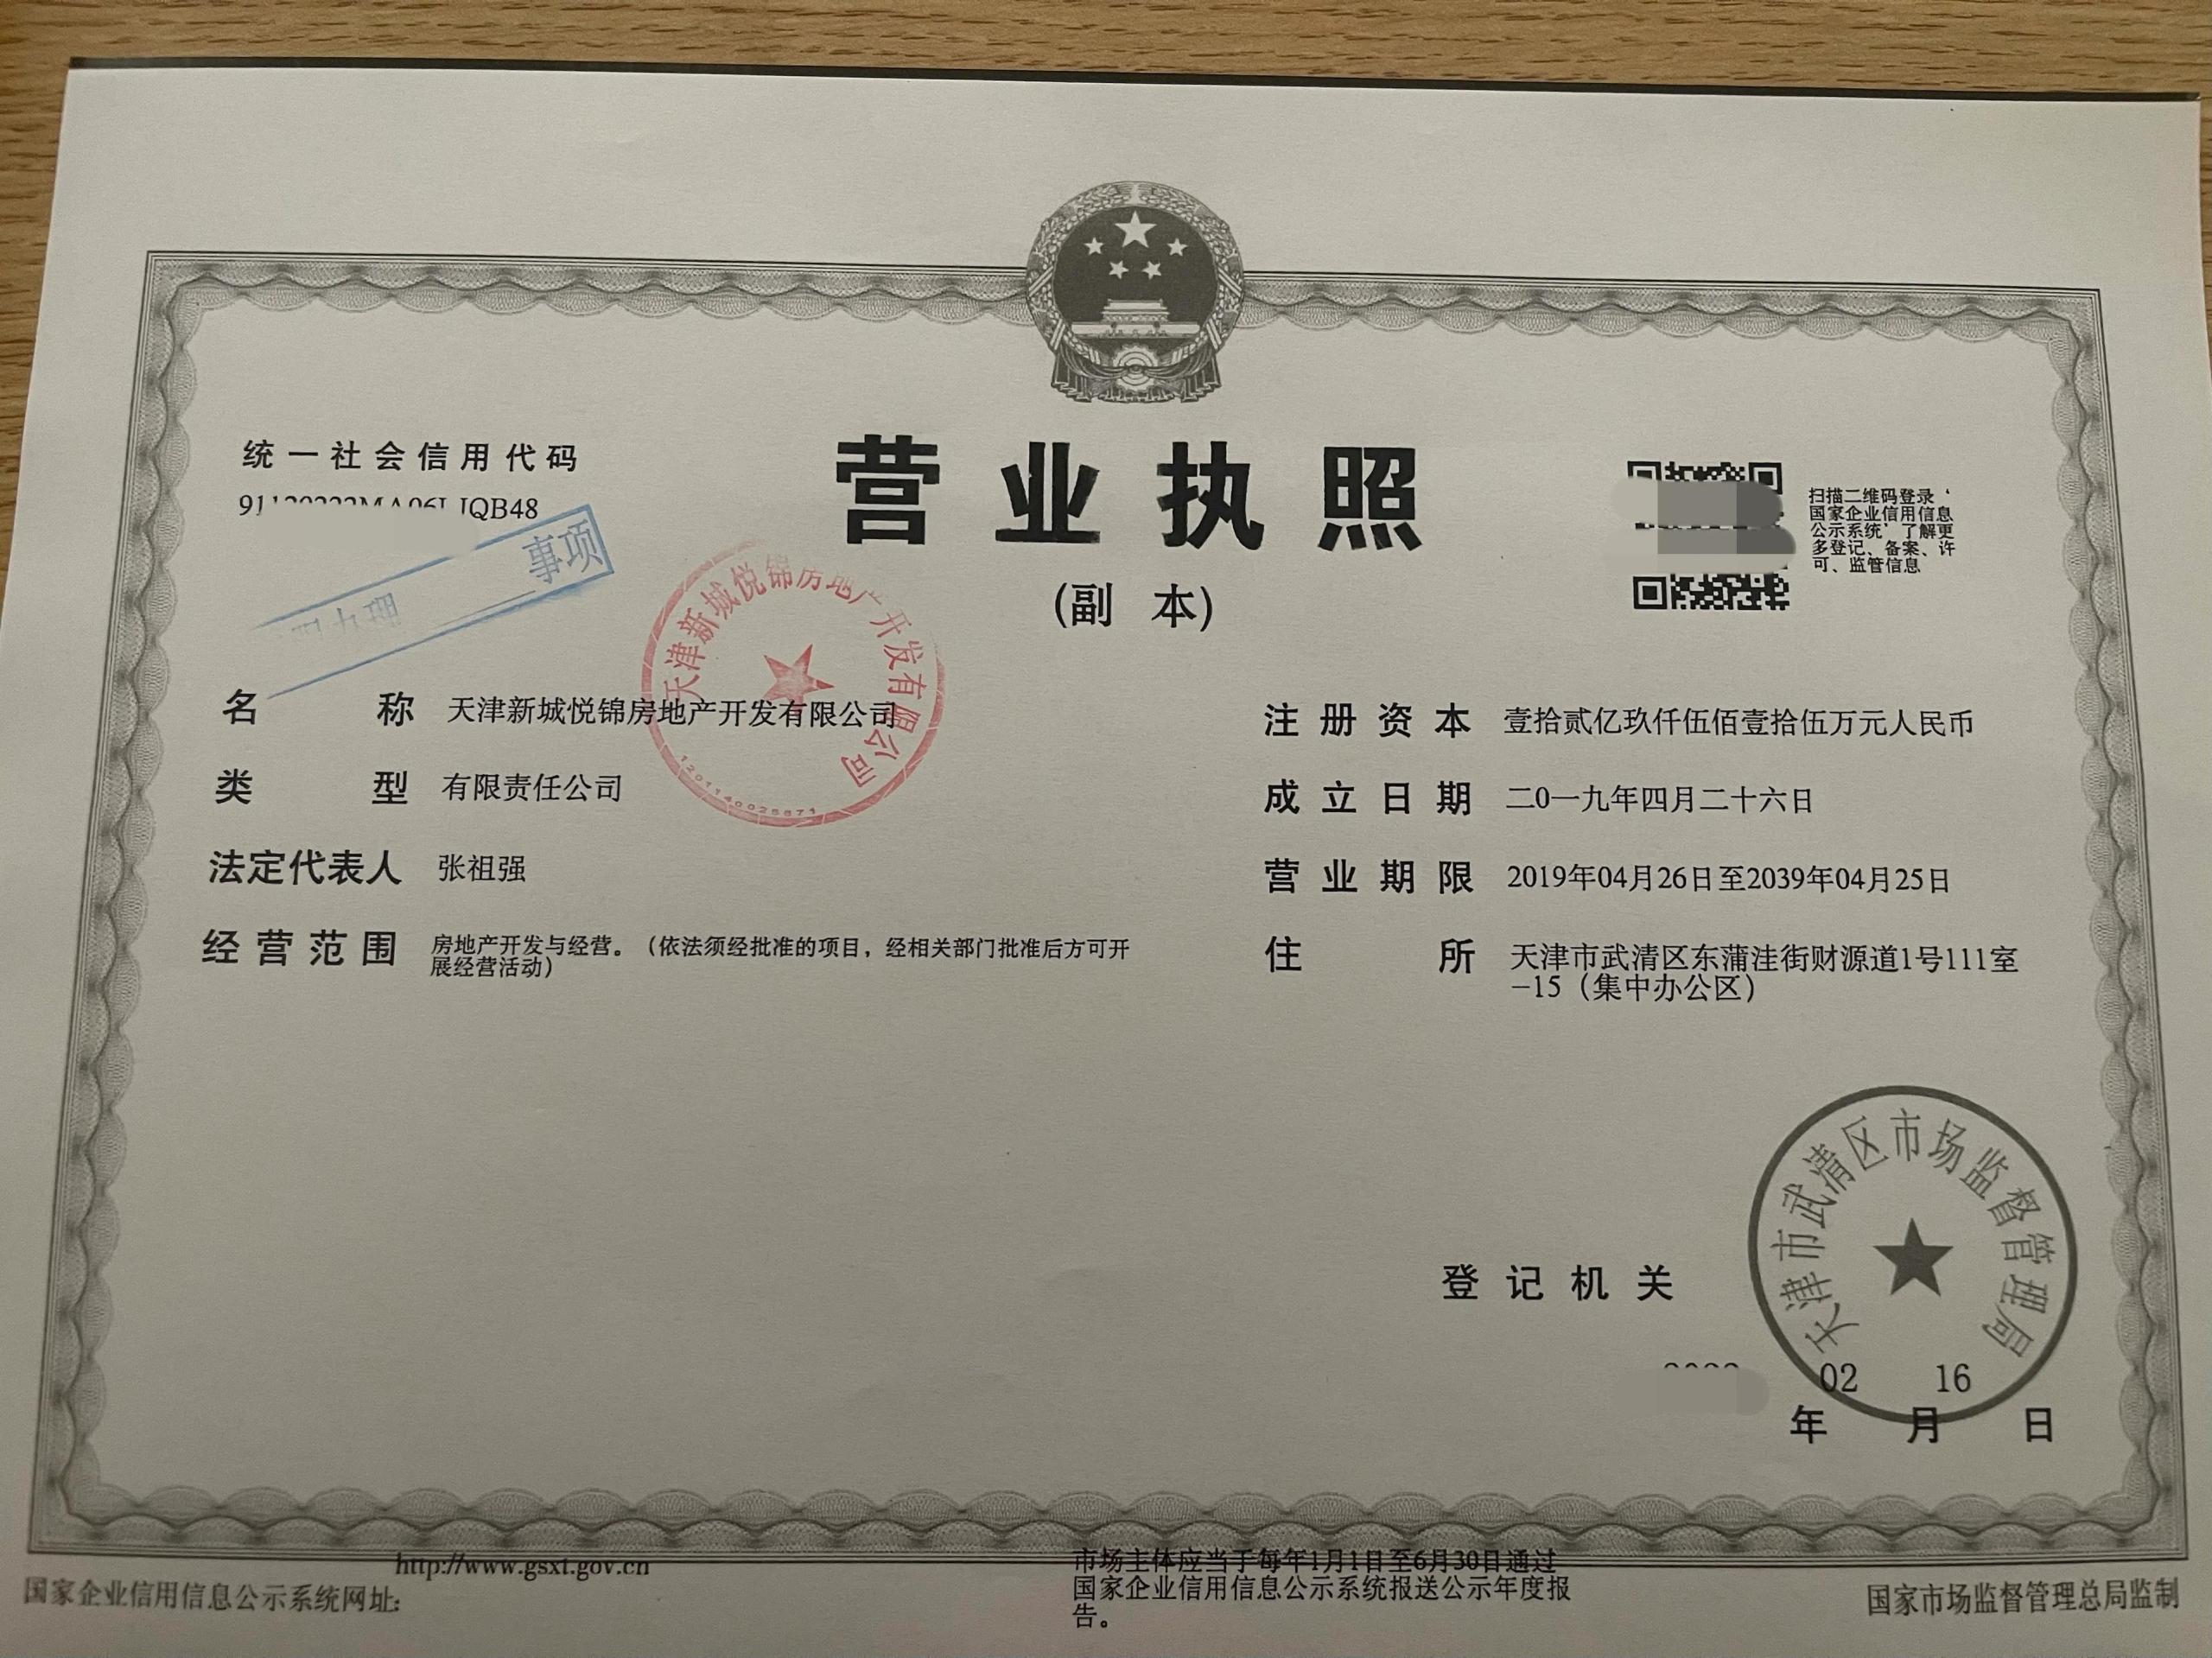 统一社会信用代码
事项
营业执照
(副 本)
扫描二维码登录'
国家企业信用信息
公示系统'了解更
多登记、备案、许
可、监管信息
天津新城悦锦房地产开发有限公司
名称 天津新城悦锦房地产开发有限公司
类型 有限责任公司
法定代表人 张祖强
经营范围 房地产开发与经营。（依法须经批准的项目，经相关部门批准后方可开
展经营活动）
注册资本 壹拾贰亿玖仟伍佰壹拾伍万元人民币
成立日期 二0一九年四月二十六日
营业期限 2019年04月26日至2039年04月25日
住所 天津市武清区东蒲洼街财源道1号111室
-15（集中办公区）
登记机关
天津市武清区市场监督管理局
02 16
年 月 日
http://www.gsxt.gov.cn
国家企业信用信息公示系统网址:
市场主体应当于每年1月1日至6月30日通过
国家企业信用信息公示系统报送公示年度报
告。
国家市场监督管理总局监制